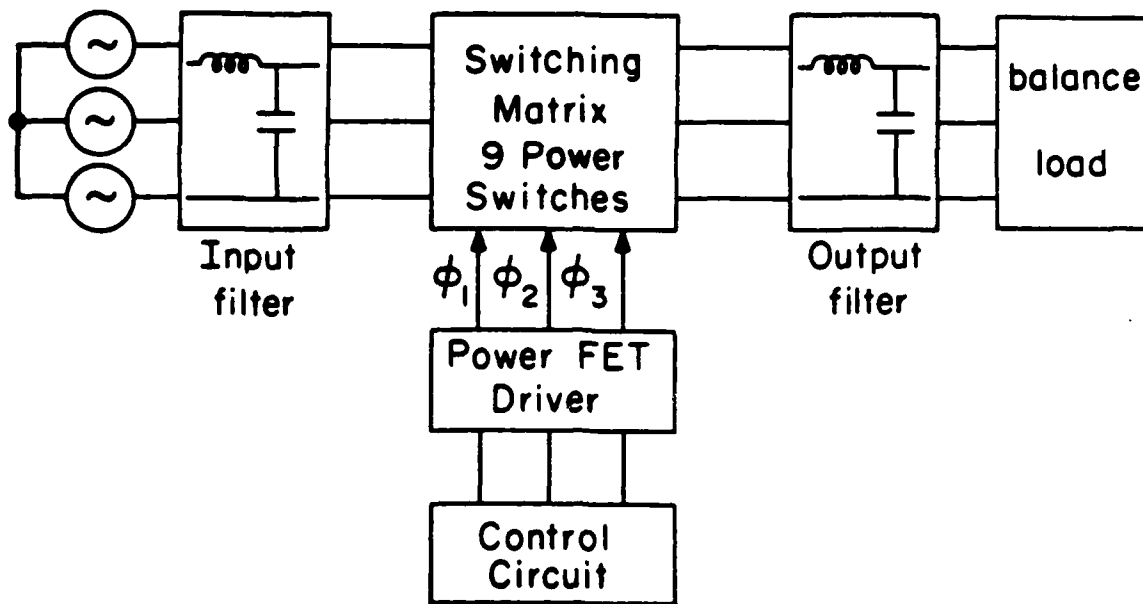 Switching
Matrix
9 Power
Switches
balance
load
Input
filter
Output
filter
ϕ1 ϕ2 ϕ3
Power FET
Driver
Control
Circuit
~
~
~